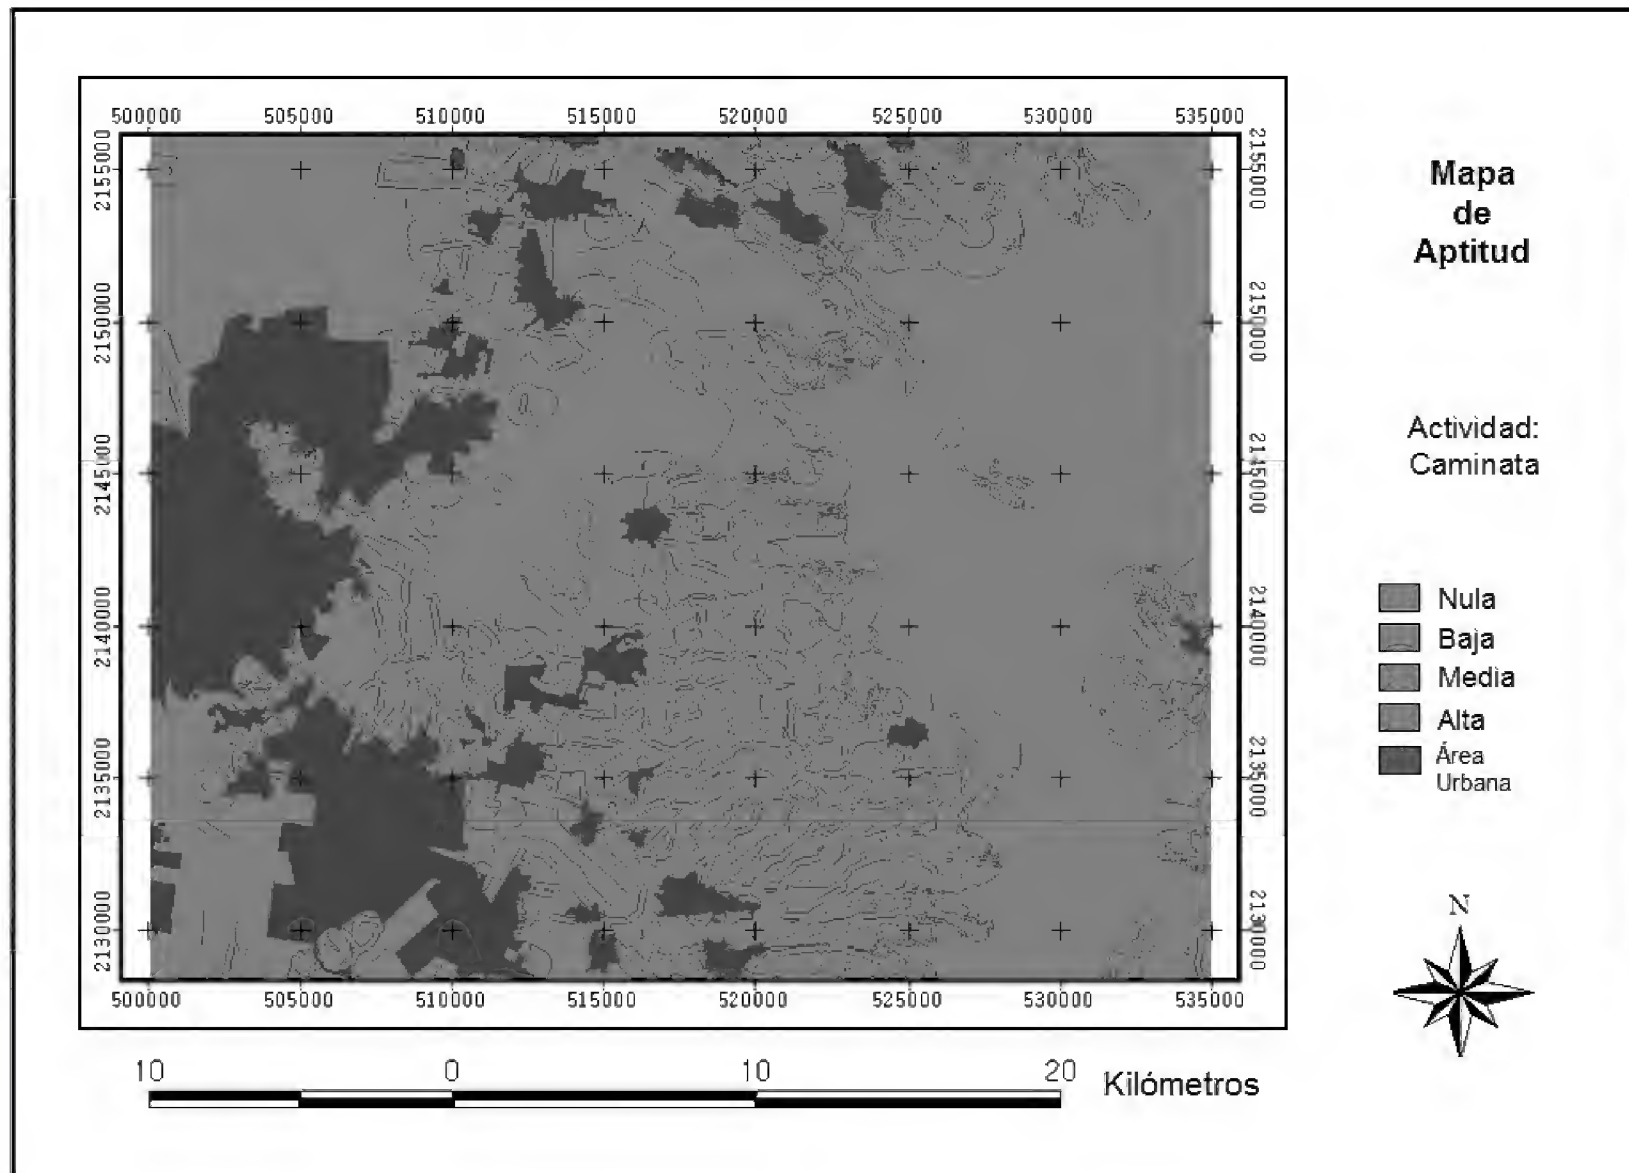 500000 505000 510000 515000 520000 525000 530000 535000
2155000 2155000
2150000 2150000
2145000 2145000
2140000 2140000
2135000 2135000
2130000 2130000
500000 505000 510000 515000 520000 525000 530000 535000
10 0 10 20 Kilómetros
Mapa
de
Aptitud
Actividad:
Caminata
Nula
Baja
Media
Alta
Área
Urbana
N